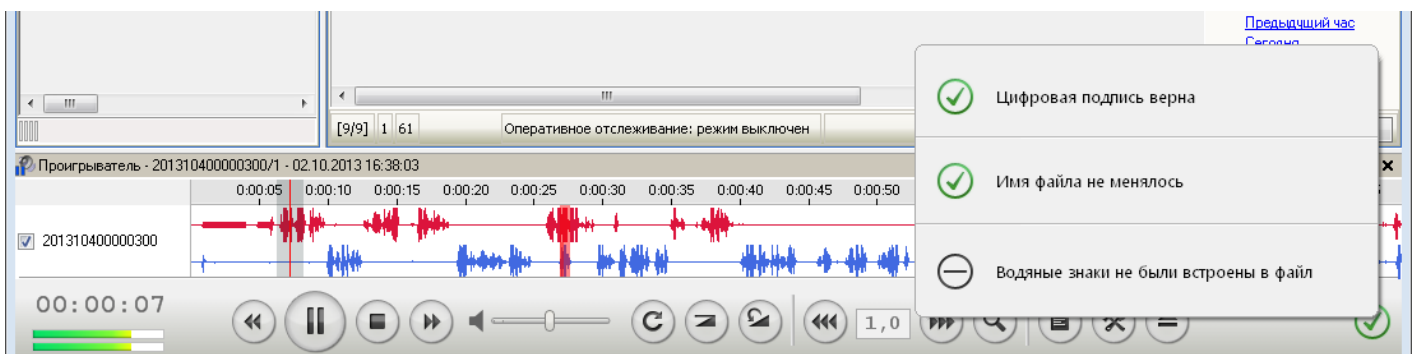 Предыдущий час
Сегодня
[9/9] 1 61 Оперативное отслеживание: режим выключен
Цифровая подпись верна
Имя файла не менялось
Водяные знаки не были встроены в файл
Проигрыватель - 201310400000300/1 - 02.10.2013 16:38:03
0:00:05 0:00:10 0:00:15 0:00:20 0:00:25 0:00:30 0:00:35 0:00:40 0:00:45 0:00:50
201310400000300
00:00:07
1,0